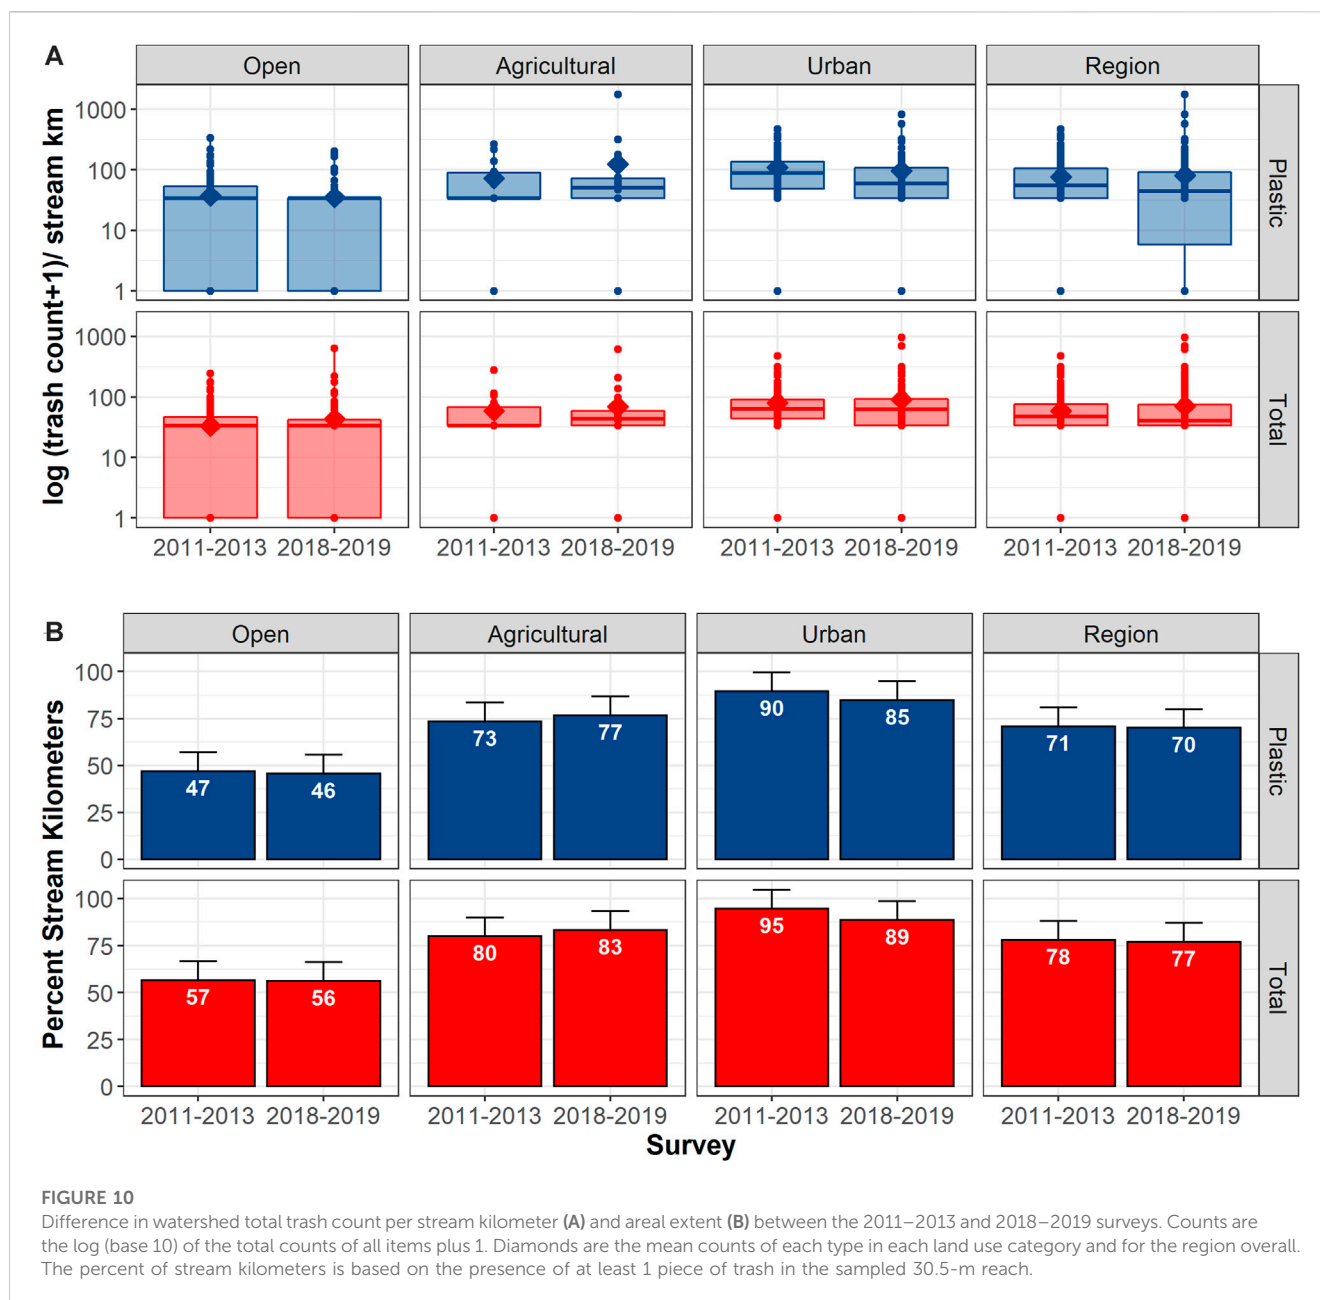 A
Open Agricultural Urban Region
log (trash count+1)/ stream km
1000
100
10
1
Plastic
1000
100
10
1
Total
2011-2013 2018-2019 2011-2013 2018-2019 2011-2013 2018-2019 2011-2013 2018-2019
B
Open Agricultural Urban Region
Percent Stream Kilometers
100
75
50
25
0
47 46 73 77 90 85 71 70
Plastic
100
75
50
25
0
57 56 80 83 95 89 78 77
Total
2011-2013 2018-2019 2011-2013 2018-2019 2011-2013 2018-2019 2011-2013 2018-2019
Survey
FIGURE 10
Difference in watershed total trash count per stream kilometer (A) and areal extent (B) between the 2011–2013 and 2018–2019 surveys. Counts are
the log (base 10) of the total counts of all items plus 1. Diamonds are the mean counts of each type in each land use category and for the region overall.
The percent of stream kilometers is based on the presence of at least 1 piece of trash in the sampled 30.5-m reach.